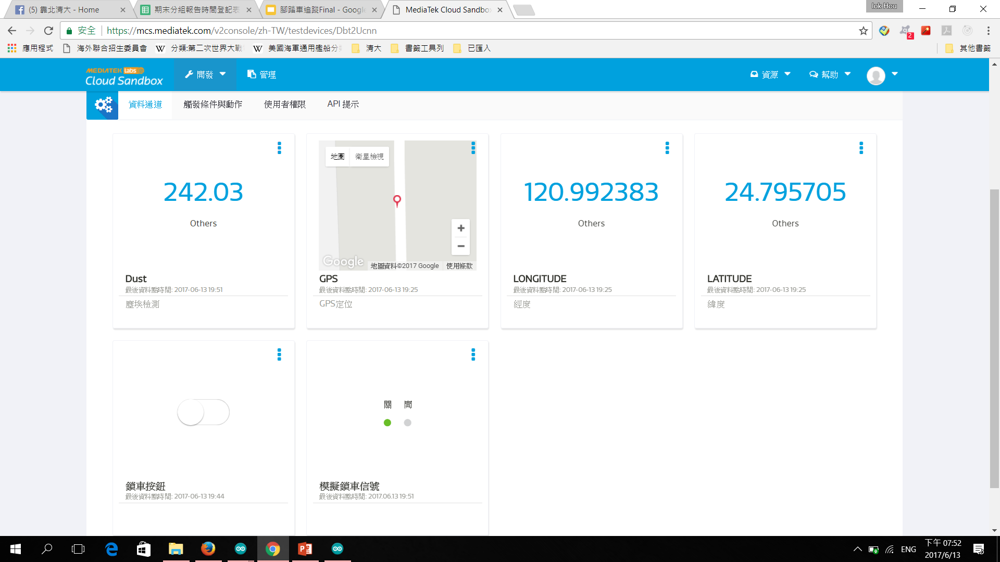 (5) 靠北清大 - Home
期末分組報告時間登記表
腳踏車追蹤Final - Google
MediaTek Cloud Sandbox
Iok Hou
安全
https://mcs.mediatek.com/v2console/zh-TW/testdevices/Dbt2Ucnn
2
應用程式
海外聯合招生委員會
W 分類:第二次世界大戰
W 美國海軍通用艦船分
清大
書籤工具列
已匯入
其他書籤
MEDIATEK labs
Cloud Sandbox
開發
管理
資源
幫助
資料通道
觸發條件與動作
使用者權限
API 提示
242.03
Others
Dust
最後資料點時間: 2017-06-13 19:51
塵埃檢測
地圖
衛星檢視
Google
地圖資料©2017 Google
使用條款
GPS
最後資料點時間: 2017-06-13 19:25
GPS定位
120.992383
Others
LONGITUDE
最後資料點時間: 2017-06-13 19:25
經度
24.795705
Others
LATITUDE
最後資料點時間: 2017-06-13 19:25
緯度
鎖車按鈕
最後資料點時間: 2017-06-13 19:44
關 開
模擬鎖車信號
最後資料點時間: 2017.06.13 19:51
ENG
下午 07:52
2017/6/13